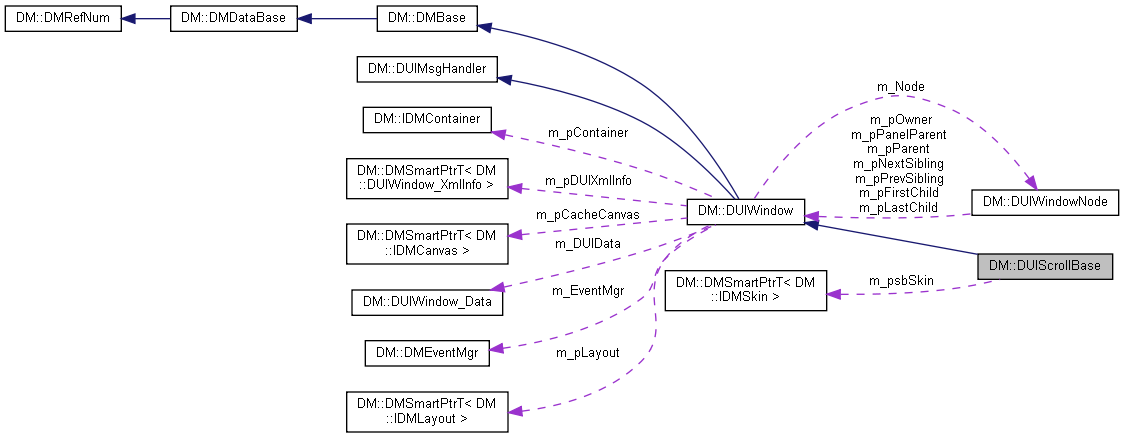 DM::DMRefNum
DM::DMDataBase
DM::DMBase
DM::DUIMsgHandler
DM::IDMContainer
DM::DMSmartPtrT< DM
::DUIWindow_XmlInfo >
DM::DMSmartPtrT< DM
::IDMCanvas >
DM::DUIWindow_Data
DM::DMEventMgr
DM::DMSmartPtrT< DM
::IDMLayout >
m_pContainer
m_pDUIXmlInfo
m_pCacheCanvas
m_DUIData
m_EventMgr
m_pLayout
DM::DUIWindow
DM::DMSmartPtrT< DM
::IDMSkin >
m_Node
m_pOwner
m_pPanelParent
m_pParent
m_pNextSibling
m_pPrevSibling
m_pFirstChild
m_pLastChild
m_psbSkin
DM::DUIWindowNode
DM::DUIScrollBase